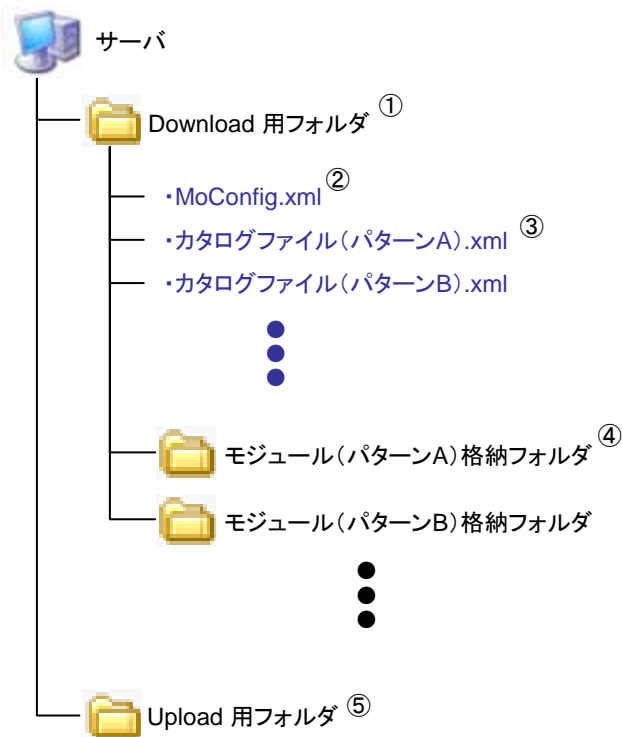 サーバ
Download 用フォルダ ①
・MoConfig.xml ②
・カタログファイル（パターンA）.xml ③
・カタログファイル（パターンB）.xml
モジュール（パターンA）格納フォルダ ④
モジュール（パターンB）格納フォルダ
Upload 用フォルダ ⑤